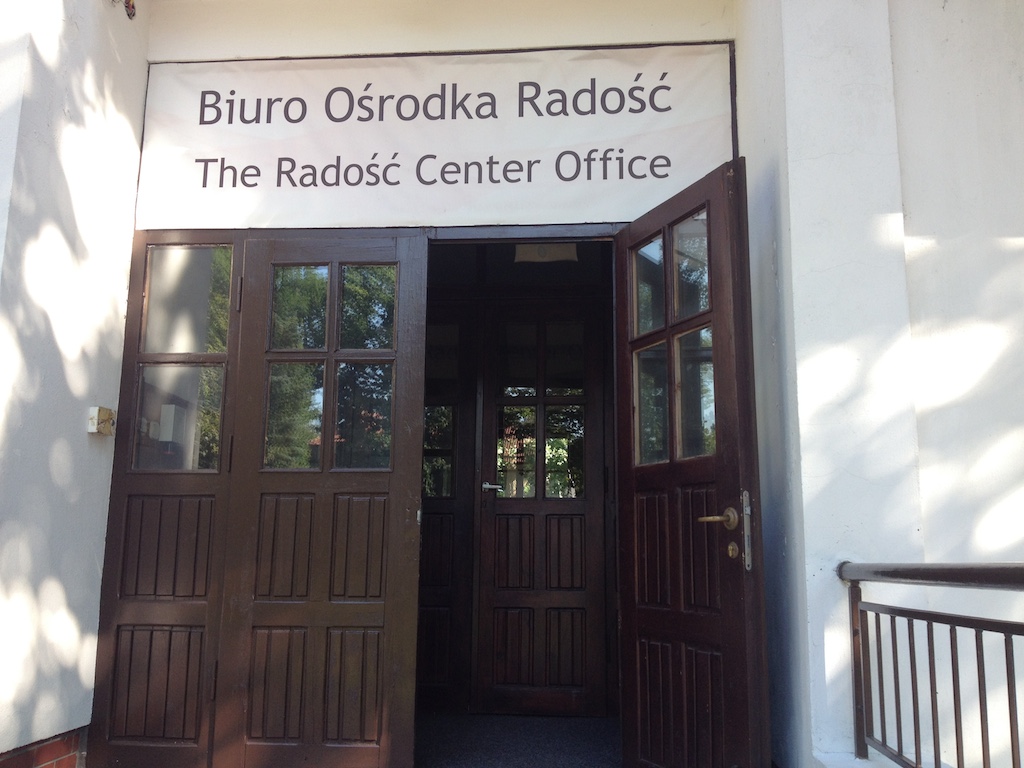 Biuro Ośrodka Radość
The Radość Center Office